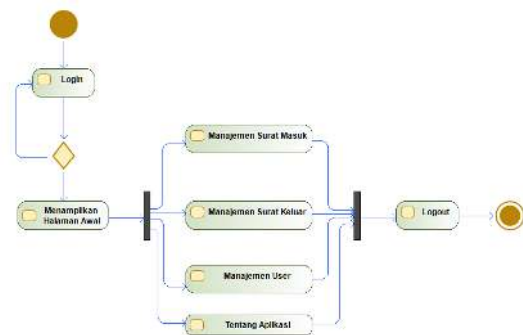 Login
Manajemen Surat Masuk
Menampilkan
Halaman Awal
Manajemen Surat Keluar
Logout
Manajemen User
Tentang Aplikasi